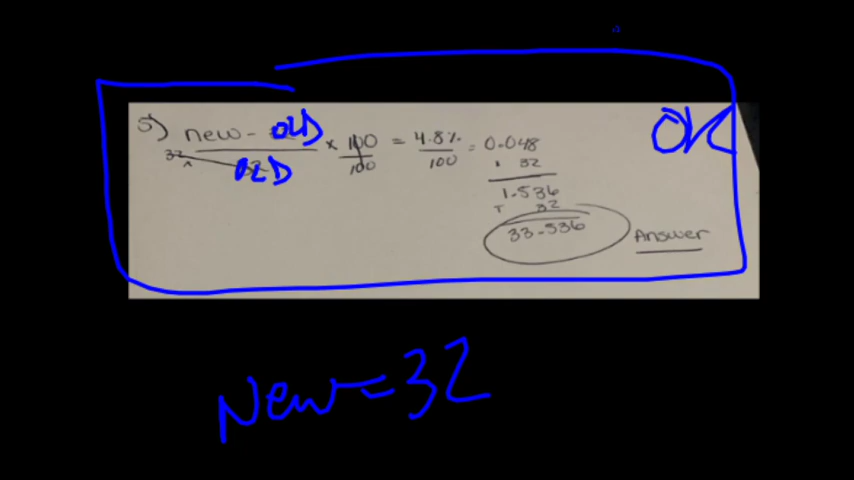 5) new - OLD × 100 = 4.8% = 0.048
32 OLD 100 100 × 32
1.536
+ 32
33.536 Answer
OK
New = 32